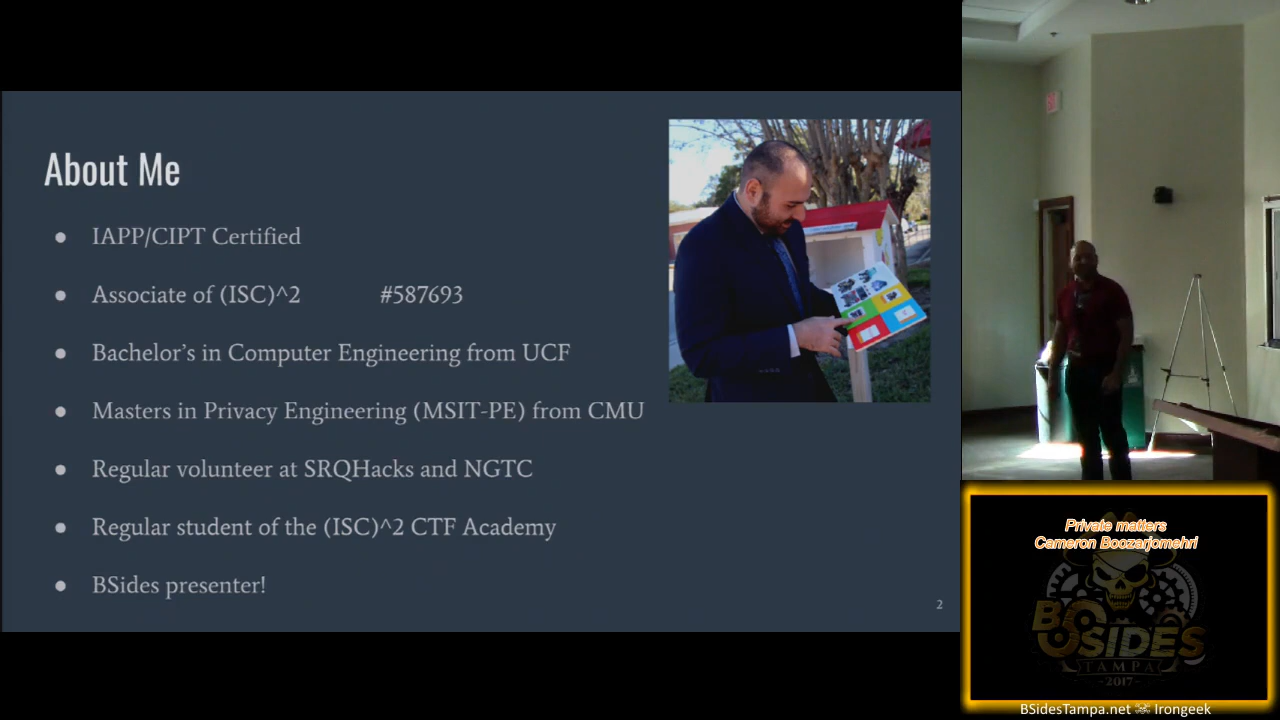 About Me
● IAPP/CIPT Certified
● Associate of (ISC)^2 #587693
● Bachelor's in Computer Engineering from UCF
● Masters in Privacy Engineering (MSIT-PE) from CMU
● Regular volunteer at SRQHacks and NGTC
● Regular student of the (ISC)^2 CTF Academy
● BSides presenter!
2
Private matters
Cameron Boozarjomehri
BSIDES
TAMPA
-2017-
BSidesTampa.net ☠ Irongeek